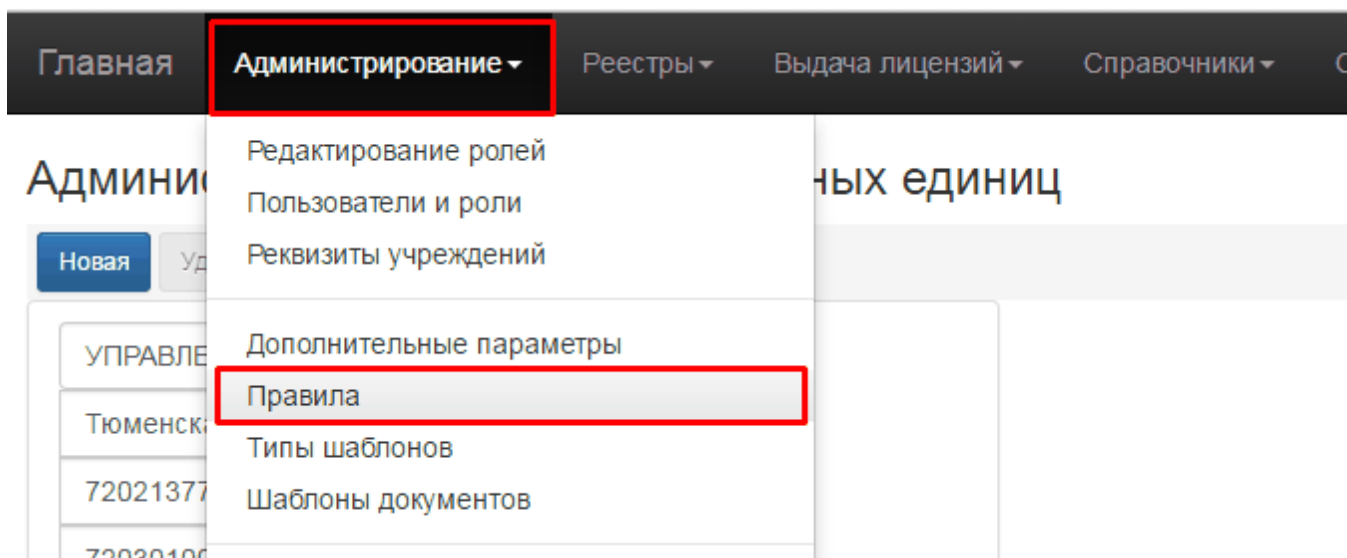 Главная Администрирование Реестры Выдача лицензий Справочники
Редактирование ролей
Пользователи и роли
Реквизиты учреждений
единиц
Новая
Дополнительные параметры
Правила
Типы шаблонов
Шаблоны документов